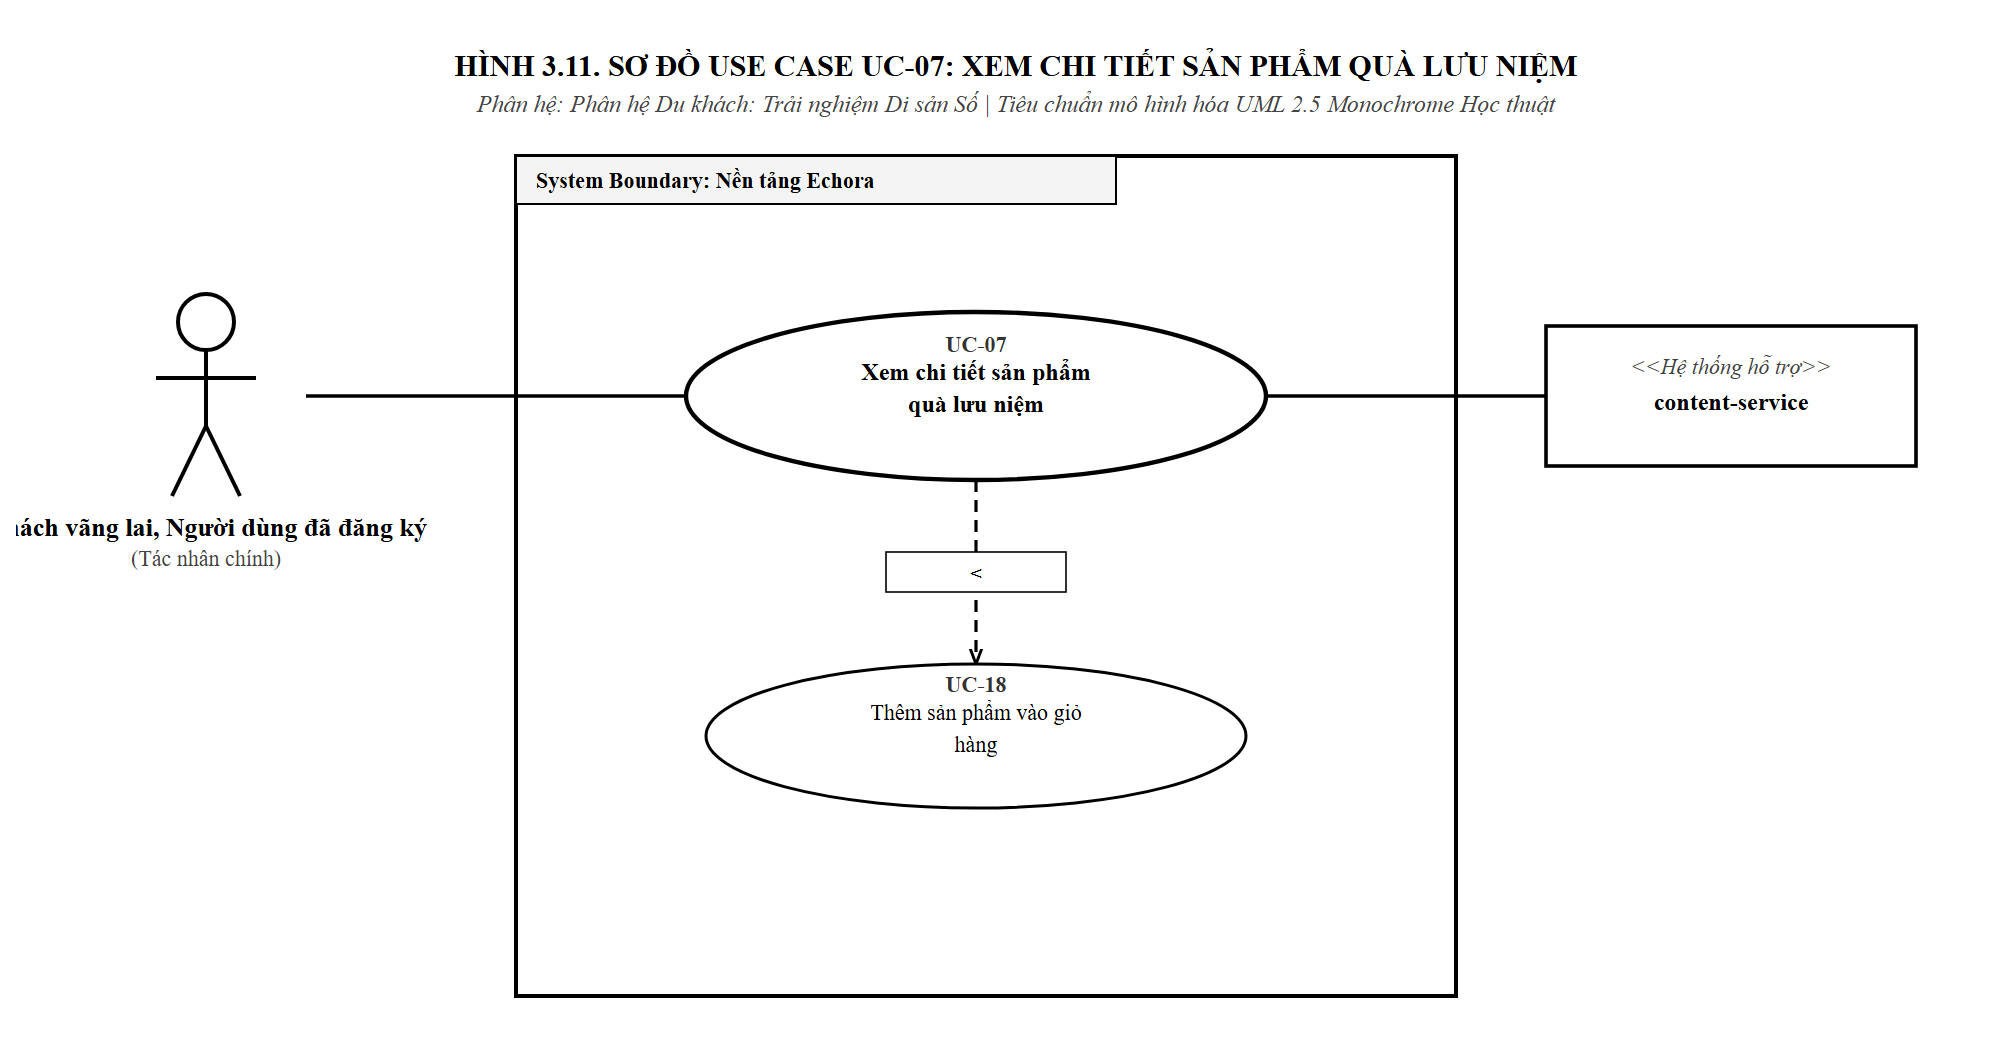 HÌNH 3.11. SƠ ĐỒ USE CASE UC-07: XEM CHI TIẾT SẢN PHẨM QUÀ LƯU NIỆM
Phân hệ: Phân hệ Du khách: Trải nghiệm Di sản Số | Tiêu chuẩn mô hình hóa UML 2.5 Monochrome Học thuật
System Boundary: Nền tảng Echora
UC-07
Xem chi tiết sản phẩm
quà lưu niệm
<<Hệ thống hỗ trợ>>
content-service
vãng lai, Người dùng đã đăng ký
(Tác nhân chính)
<
UC-18
Thêm sản phẩm vào giỏ
hàng